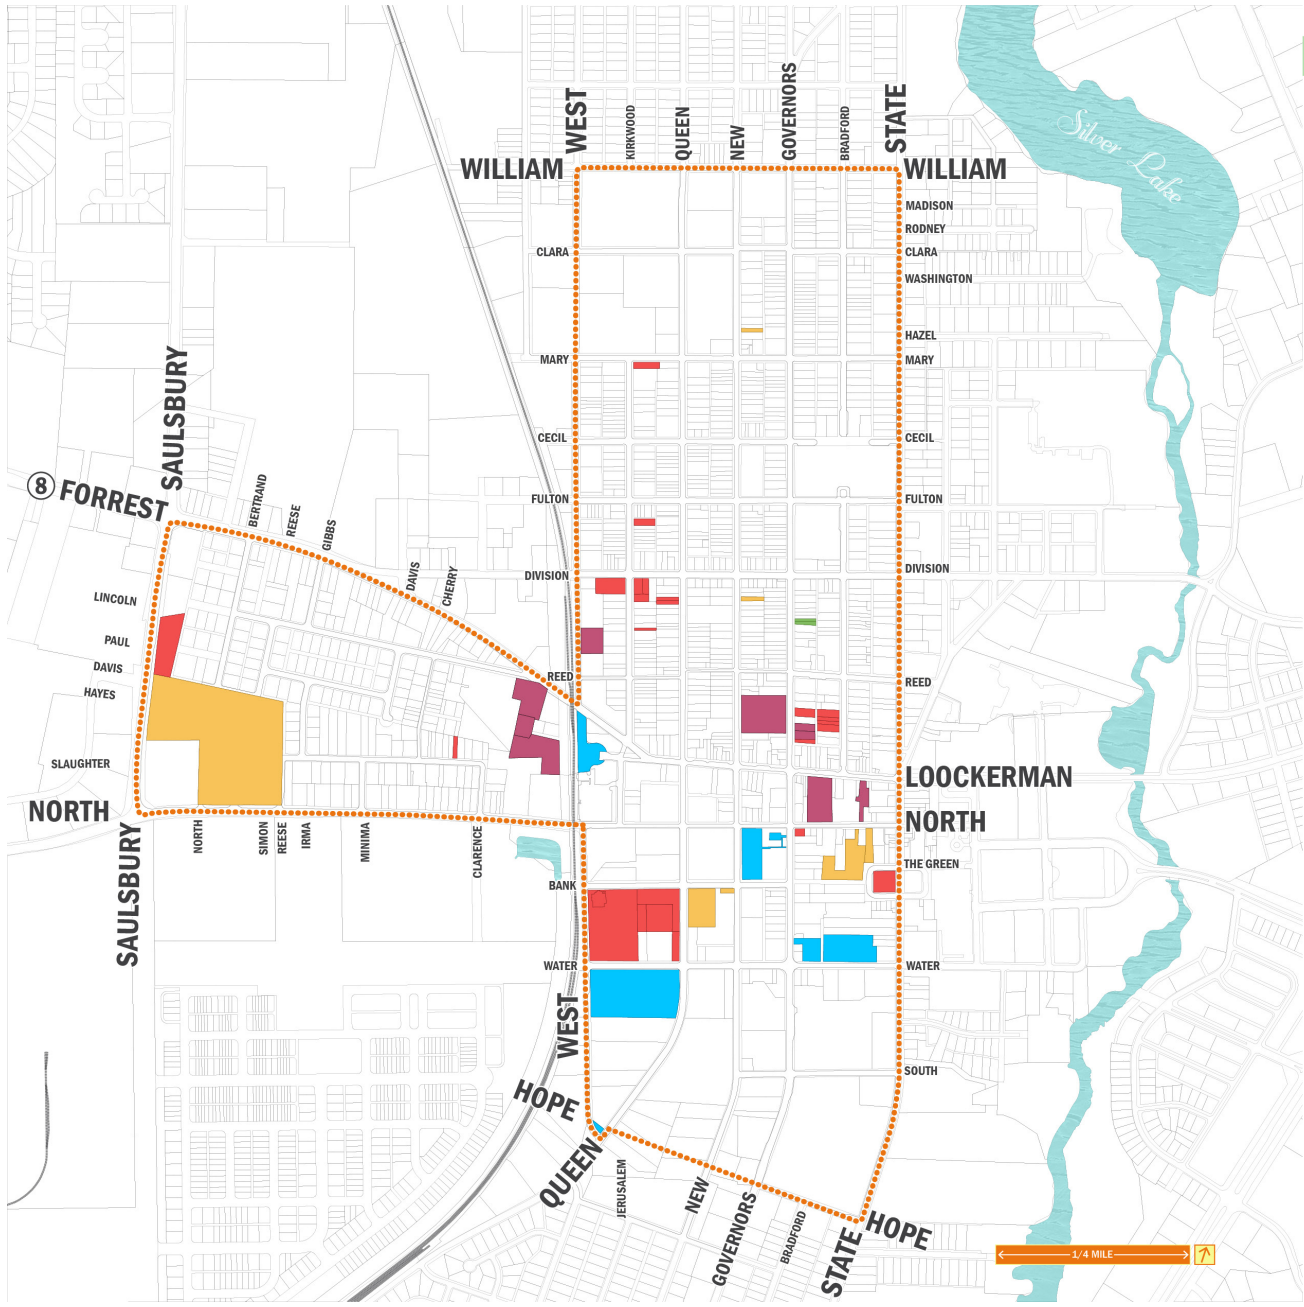 WEST
KIRKWOOD
QUEEN
NEW
GOVERNORS
BRADFORD
STATE
Silver Lake
WILLIAM
WILLIAM
MADISON
RODNEY
CLARA
CLARA
WASHINGTON
HAZEL
MARY
MARY
SAULSBURY
CECIL
CECIL
8 FORREST
BERTRAND
REESE
GIBBS
FULTON
FULTON
DAVIS
CHERRY
DIVISION
DIVISION
LINCOLN
PAUL
DAVIS
HAYES
REED
REED
SLAUGHTER
LOOCKERMAN
NORTH
NORTH
SAULSBURY
NORTH
SIMON
REESE
IRMA
MINIMA
CLARENCE
THE GREEN
BANK
WATER
WATER
WEST
SOUTH
HOPE
QUEEN
JERUSALEM
NEW
GOVERNORS
BRADFORD
STATE
HOPE
1/4 MILE